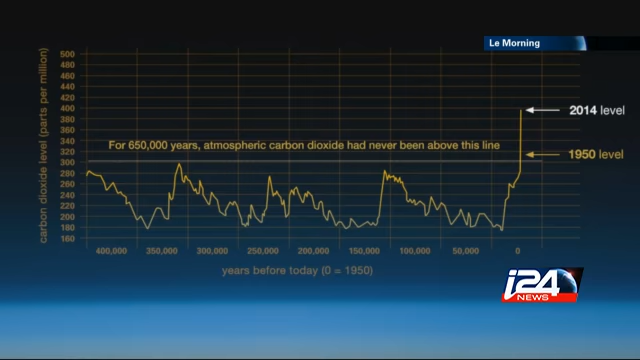 Le Morning
carbon dioxide level (parts per million)
500
480
460
440
420
400
380
360
340
320
300
280
260
240
220
200
180
160
2014 level
For 650,000 years, atmospheric carbon dioxide had never been above this line
1950 level
400,000 350,000 300,000 250,000 200,000 150,000 100,000 50,000 0
years before today (0 = 1950)
i24
NEWS